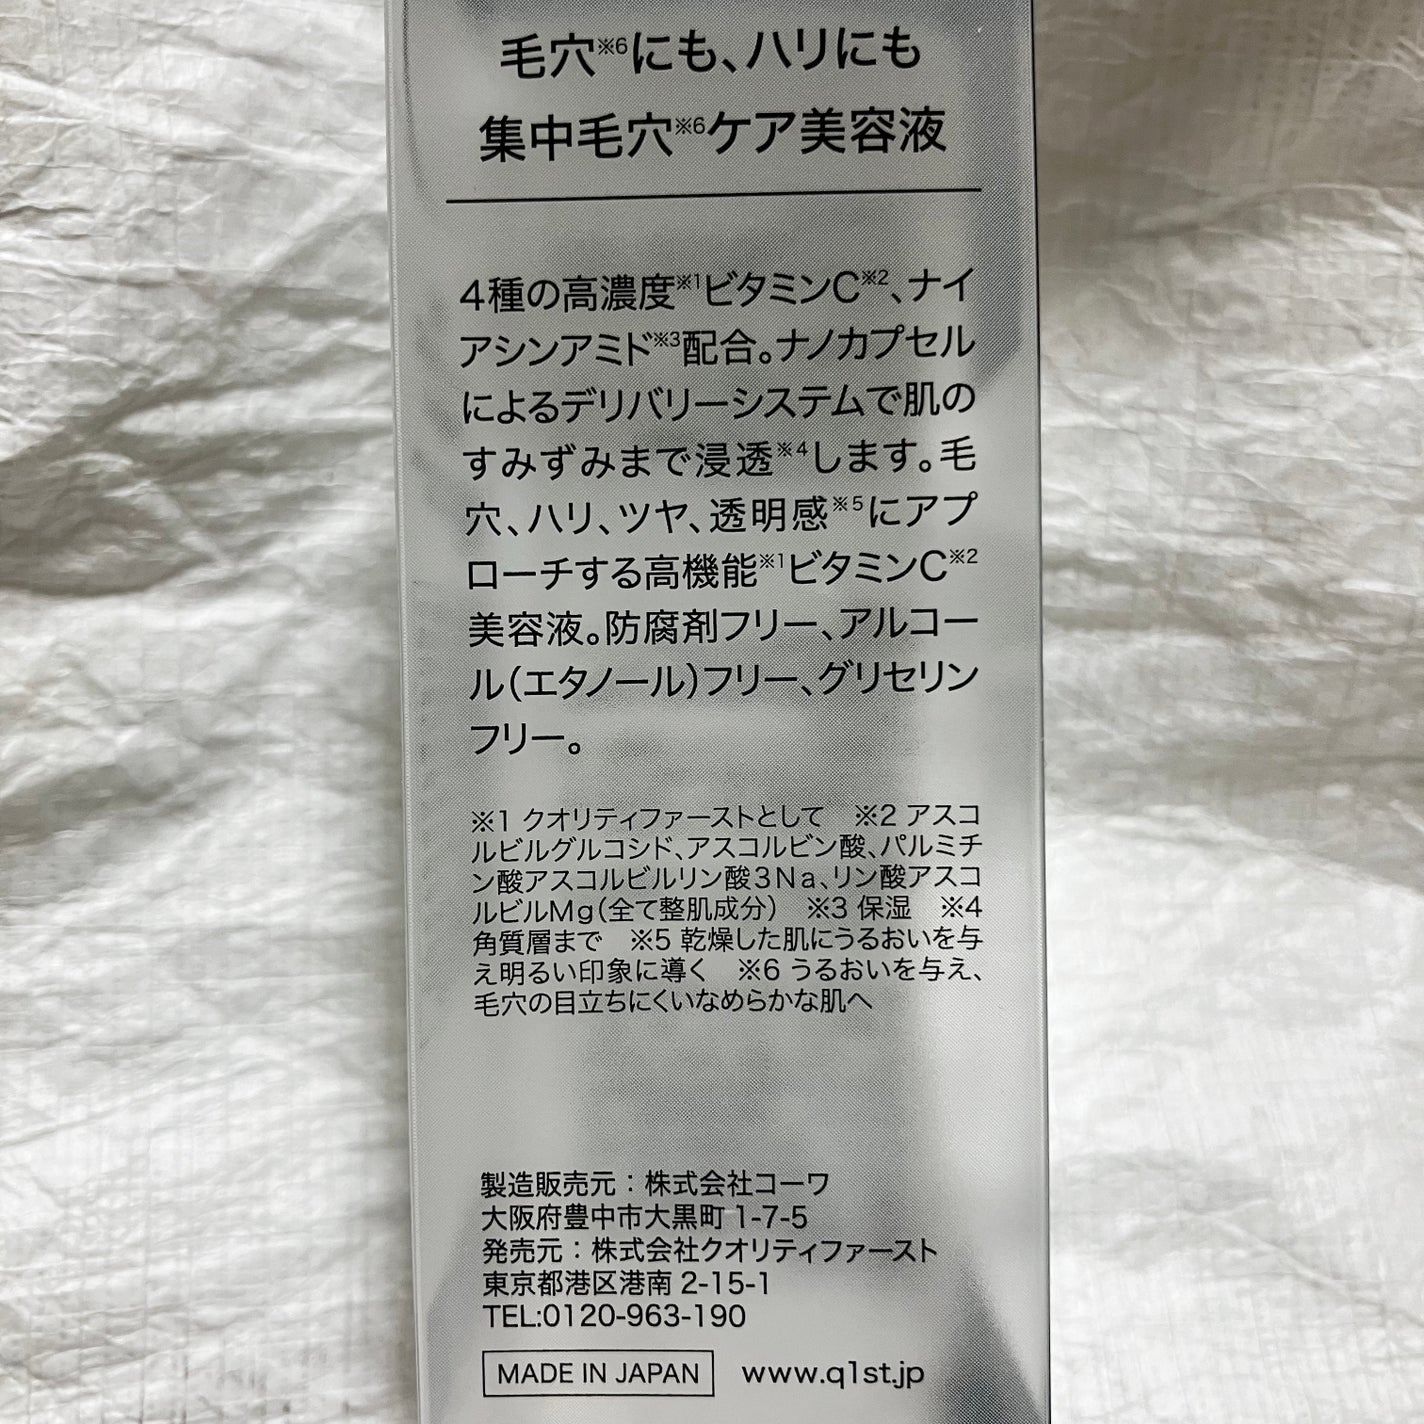 毛穴※6にも、ハリにも
集中毛穴※6ケア美容液
4種の高濃度※1ビタミンC※2、ナイ
アシンアミド※3配合。ナノカプセル
によるデリバリーシステムで肌の
すみずみまで浸透※4します。毛
穴、ハリ、ツヤ、透明感※5にアプ
ローチする高機能※1ビタミンC※2
美容液。防腐剤フリー、アルコー
ル(エタノール)フリー、グリセリン
フリー。
※1 クオリティファーストとして ※2 アスコ
ルビルグルコシド、アスコルビン酸、パルミチ
ン酸アスコルビルリン酸3Na、リン酸アスコ
ルビルMg(全て整肌成分) ※3 保湿 ※4
角質層まで ※5 乾燥した肌にうるおいを与
え明るい印象に導く ※6 うるおいを与え、
毛穴の目立ちにくいなめらかな肌へ
製造販売元:株式会社コーワ
大阪府豊中市大黒町 1-7-5
発売元:株式会社クオリティファースト
東京都港区港南 2-15-1
TEL:0120-963-190
MADE IN JAPAN www.q1st.jp